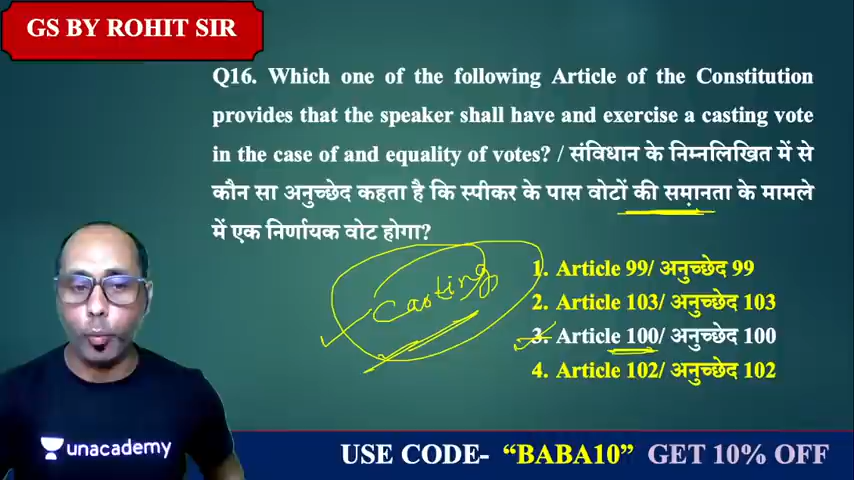 GS BY ROHIT SIR
Q16. Which one of the following Article of the Constitution
provides that the speaker shall have and exercise a casting vote
in the case of and equality of votes? / संविधान के निम्नलिखित में से
कौन सा अनुच्छेद कहता है कि स्पीकर के पास वोटों की समानता के मामले
में एक निर्णायक वोट होगा?
casting
1. Article 99/ अनुच्छेद 99
2. Article 103/ अनुच्छेद 103
3. Article 100/ अनुच्छेद 100
4. Article 102/ अनुच्छेद 102
unacademy
USE CODE- “BABA10” GET 10% OFF